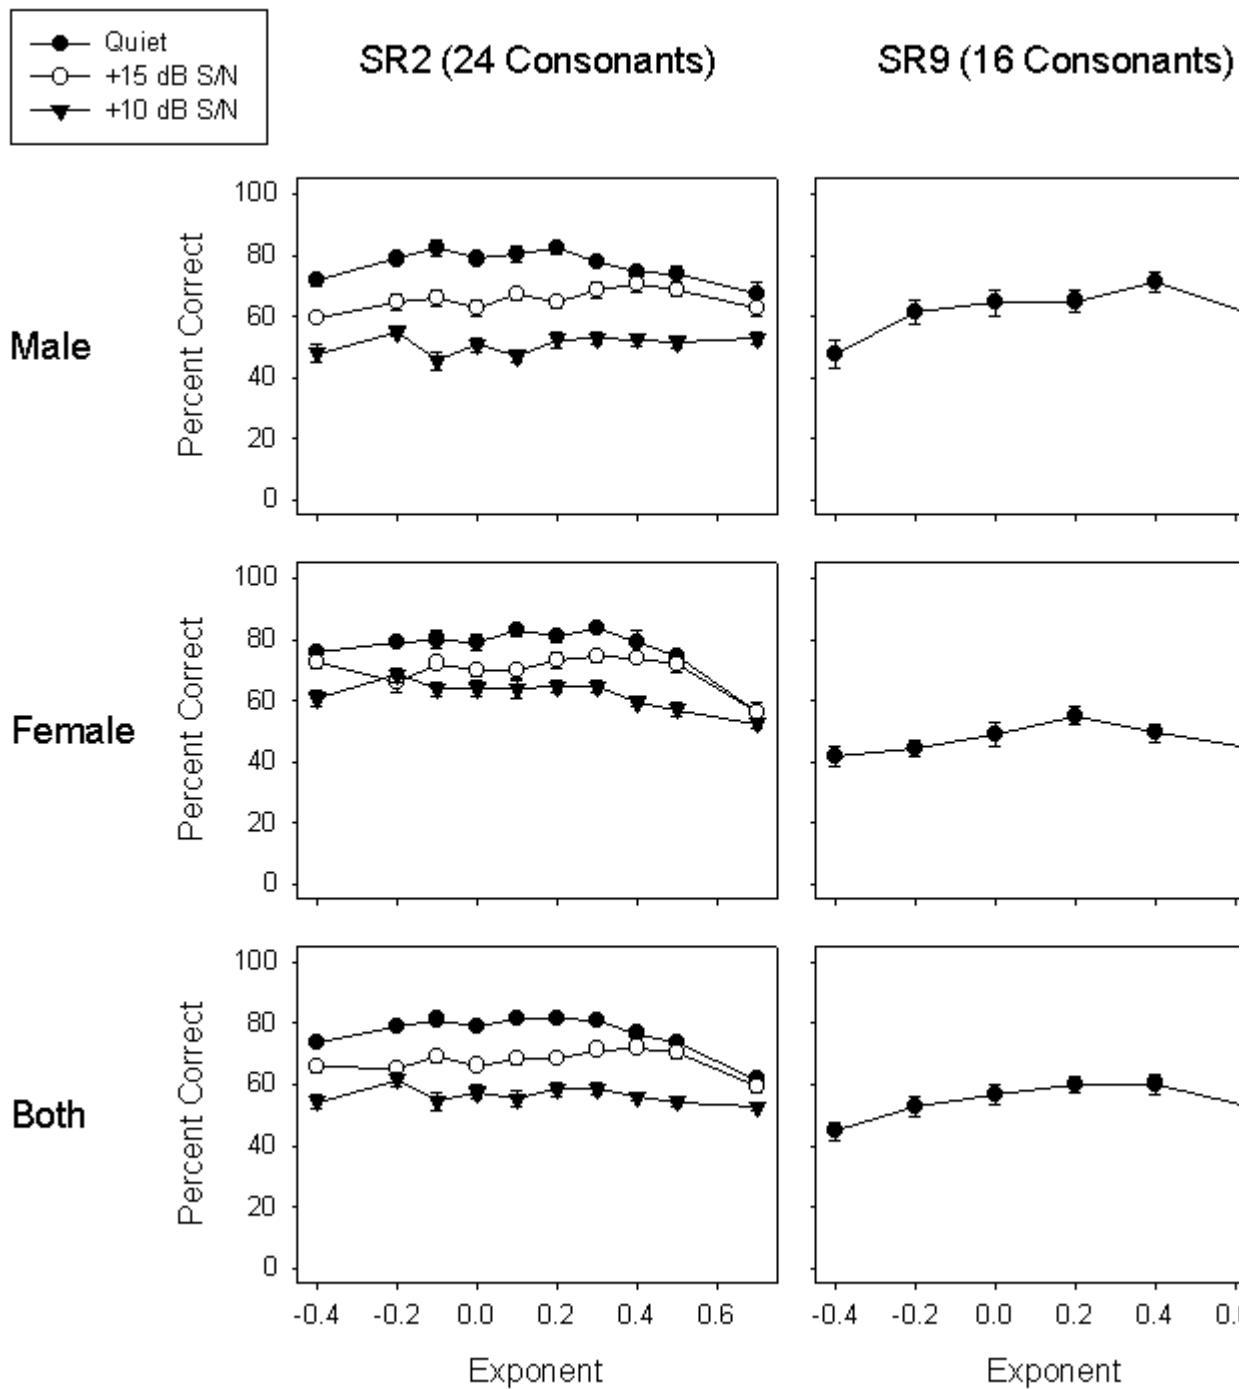 Quiet
+15 dB S/N
+10 dB S/N
SR2 (24 Consonants)
SR9 (16 Consonants)
Male
Percent Correct
100
80
60
40
20
0
Female
Percent Correct
100
80
60
40
20
0
Both
Percent Correct
100
80
60
40
20
0
-0.4 -0.2 0.0 0.2 0.4 0.6
-0.4 -0.2 0.0 0.2 0.4
Exponent
Exponent